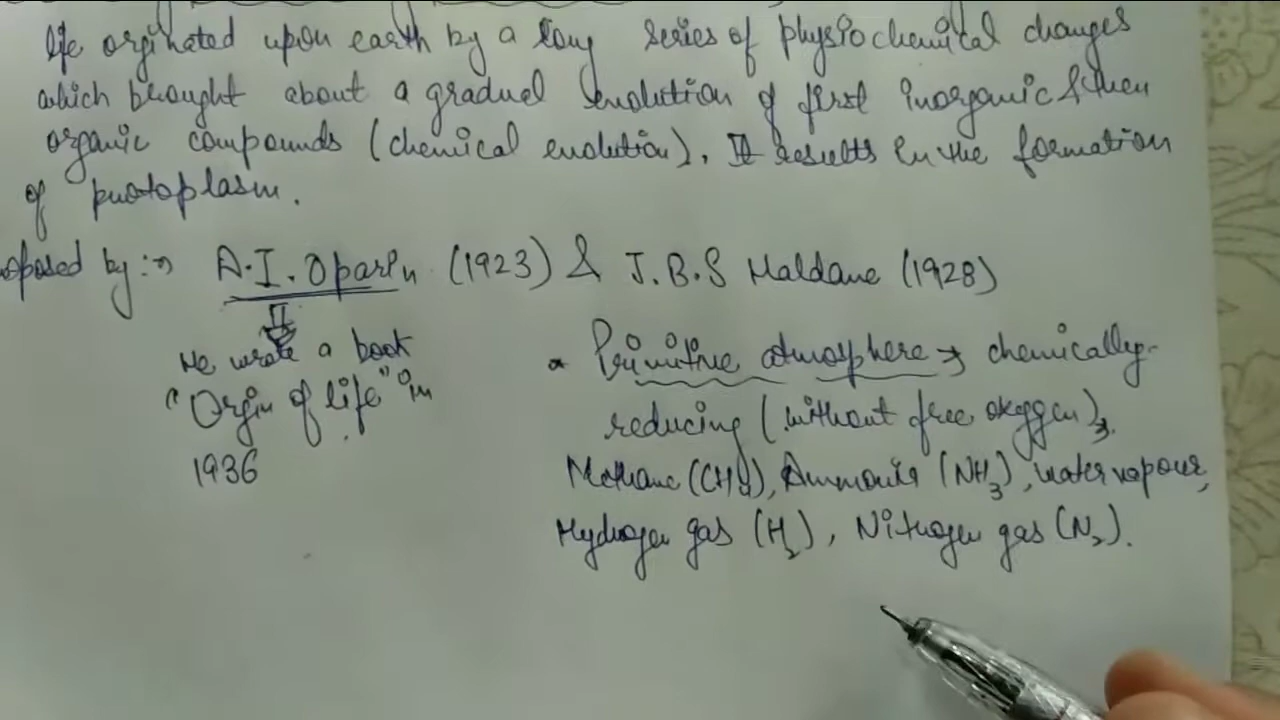 life orginated upon earth by a long series of physiochemical changes
which brought about a gradual evolution of first inorganic & then
organic compounds (chemical evolution). It results in the formation
of protoplasm.
oposed by :→ A.I. Oparin (1923) & J.B.S Haldane (1928)
He wrote a book
"Orgin of life" in
1936
* Primitive atmosphere → chemically
reducing (without free oxygen),
Methane (CH4), Ammonia (NH3), water vapour,
Hydrogen gas (H2), Nitrogen gas (N2).